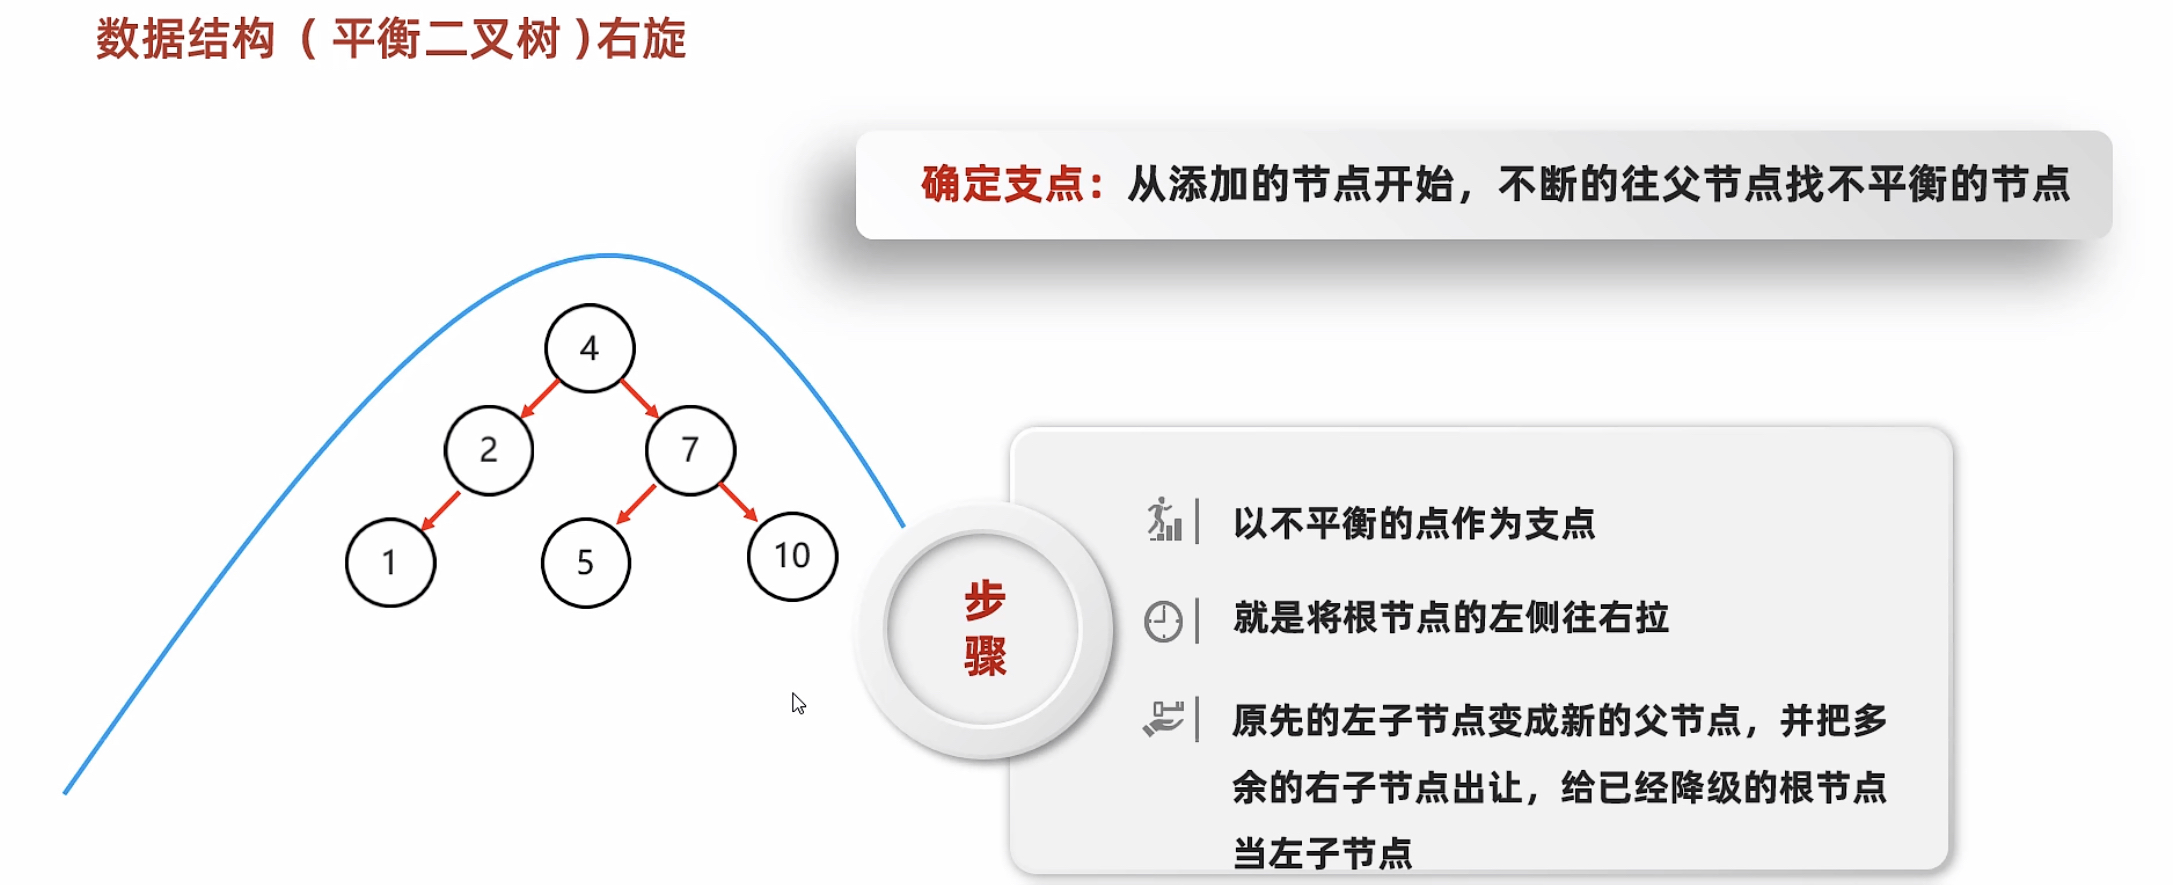 数据结构（平衡二叉树）右旋
确定支点：从添加的节点开始，不断的往父节点找不平衡的节点
4
2
7
1
5
10
步
骤
以不平衡的点作为支点
就是将根节点的左侧往右拉
原先的左子节点变成新的父节点，并把多
余的右子节点出让，给已经降级的根节点
当左子节点